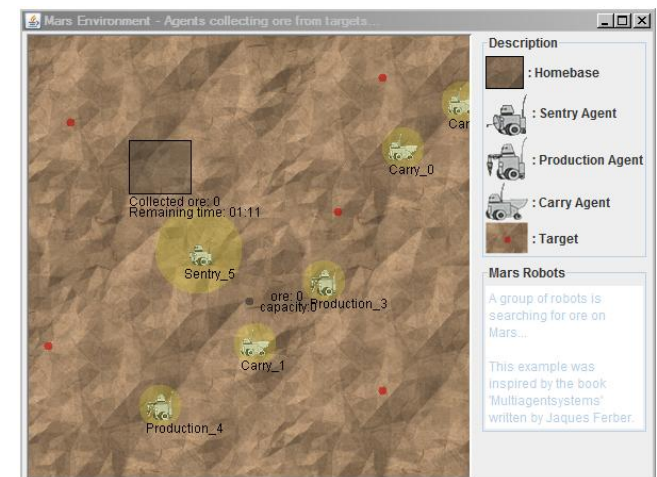 Mars Environment - Agents collecting ore from targets...
Description
: Homebase
: Sentry Agent
: Production Agent
: Carry Agent
: Target
Mars Robots
A group of robots is
searching for ore on
Mars...
This example was
inspired by the book
'Multiagentsystems'
written by Jaques Ferber.
Car
Carry_0
Collected ore: 0
Remaining time: 01:11
Sentry_5
ore: 0
capacity:0
Production_3
Carry_1
Production_4